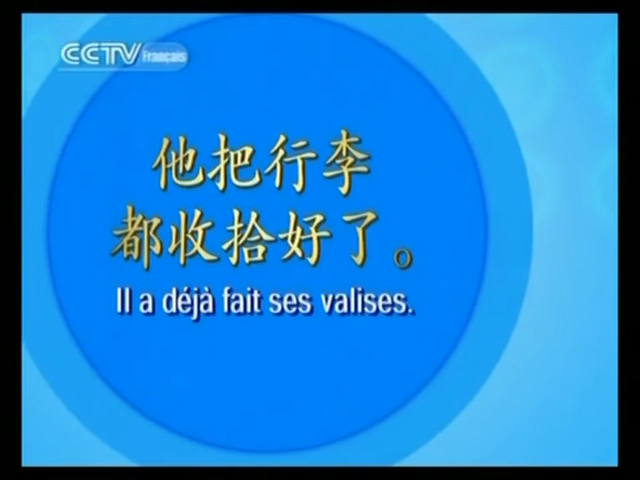 CCTV Français
他把行李
都收拾好了。
Il a déjà fait ses valises.